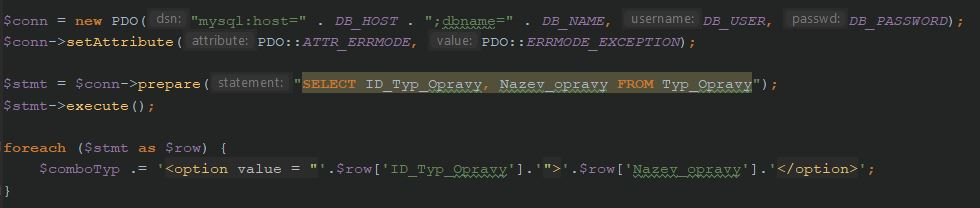 $conn = new PDO( dsn: "mysql:host=" . DB_HOST . ";dbname=" . DB_NAME, username: DB_USER, passwd: DB_PASSWORD);
$conn->setAttribute( attribute: PDO::ATTR_ERRMODE, value: PDO::ERRMODE_EXCEPTION);
$stmt = $conn->prepare( statement: "SELECT ID_Typ_Opravy, Nazev_opravy FROM Typ_Opravy");
$stmt->execute();
foreach ($stmt as $row) {
$comboTyp .= '<option value = "'.$row['ID_Typ_Opravy'].'">'.$row['Nazev_opravy'].'</option>';
}